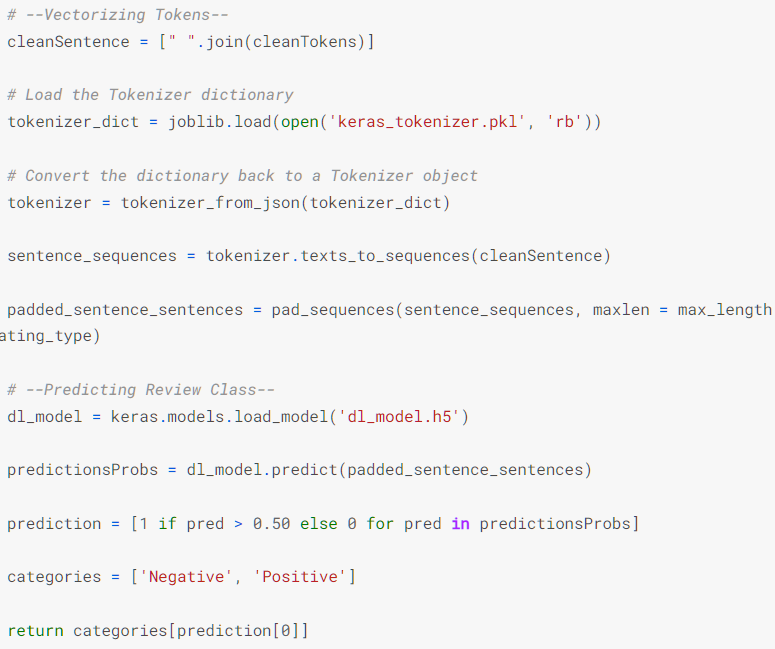 # --Vectorizing Tokens--
cleanSentence = [" ".join(cleanTokens)]
# Load the Tokenizer dictionary
tokenizer_dict = joblib.load(open('keras_tokenizer.pkl', 'rb'))
# Convert the dictionary back to a Tokenizer object
tokenizer = tokenizer_from_json(tokenizer_dict)
sentence_sequences = tokenizer.texts_to_sequences(cleanSentence)
padded_sentence_sentences = pad_sequences(sentence_sequences, maxlen = max_length
ating_type)
# --Predicting Review Class--
dl_model = keras.models.load_model('dl_model.h5')
predictionsProbs = dl_model.predict(padded_sentence_sentences)
prediction = [1 if pred > 0.50 else 0 for pred in predictionsProbs]
categories = ['Negative', 'Positive']
return categories[prediction[0]]